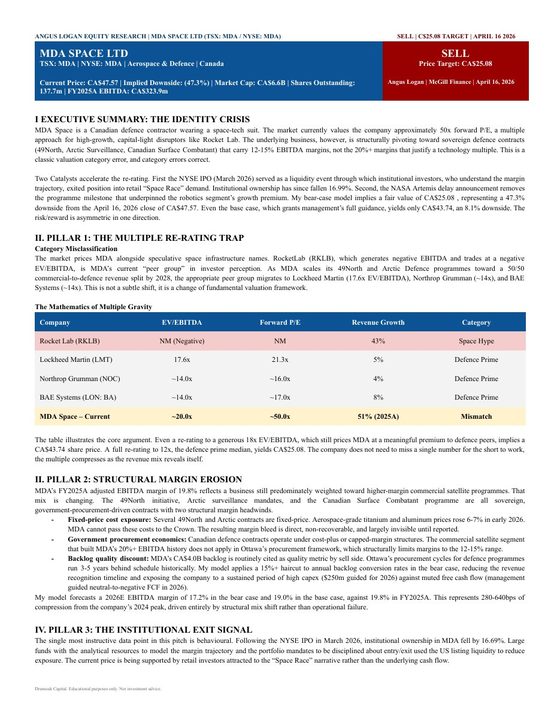 ANGUS LOGAN EQUITY RESEARCH | MDA SPACE LTD (TSX: MDA / NYSE: MDA)
SELL | C$25.08 TARGET | APRIL 16 2026
MDA SPACE LTD
TSX: MDA | NYSE: MDA | Aerospace & Defence | Canada
Current Price: CA$47.57 | Implied Downside: (47.3%) | Market Cap: CA$6.6B | Shares Outstanding:
137.7m | FY2025A EBITDA: CA$323.9m
SELL
Price Target: CA$25.08
Angus Logan | McGill Finance | April 16, 2026
I EXECUTIVE SUMMARY: THE IDENTITY CRISIS
MDA Space is a Canadian defence contractor wearing a space-tech suit. The market currently values the company approximately 50x forward P/E, a multiple
approach for high-growth, capital-light disruptors like Rocket Lab. The underlying business, however, is structurally pivoting toward sovereign defence contracts
(49North, Arctic Surveillance, Canadian Surface Combatant) that carry 12-15% EBITDA margins, not the 20%+ margins that justify a technology multiple. This is a
classic valuation category error, and category errors correct.
Two Catalysts accelerate the re-rating. First the NYSE IPO (March 2026) served as a liquidity event through which institutional investors, who understand the margin
trajectory, exited position into retail “Space Race” demand. Institutional ownership has since fallen 16.99%. Second, the NASA Artemis delay announcement removes
the programme milestone that underpinned the robotics segment’s growth premium. My bear-case model implies a fair value of CA$25.08 , representing a 47.3%
downside from the April 16, 2026 close of CA$47.57. Even the base case, which grants management’s full guidance, yields only CA$43.74, an 8.1% downside. The
risk/reward is asymmetric in one direction.
II. PILLAR 1: THE MULTIPLE RE-RATING TRAP
Category Misclassification
The market prices MDA alongside speculative space infrastructure names. RocketLab (RKLB), which generates negative EBITDA and trades at a negative
EV/EBITDA, is MDA’s current “peer group” in investor perception. As MDA scales its 49North and Arctic Defence programmes toward a 50/50
commercial-to-defence revenue split by 2028, the appropriate peer group migrates to Lockheed Martin (17.6x EV/EBITDA), Northrop Grumman (~14x), and BAE
Systems (~14x). This is not a subtle shift, it is a change of fundamental valuation framework.
The Mathematics of Multiple Gravity
Company EV/EBITDA Forward P/E Revenue Growth Category
Rocket Lab (RKLB) NM (Negative) NM 43% Space Hype
Lockheed Martin (LMT) 17.6x 21.3x 5% Defence Prime
Northrop Grumman (NOC) ~14.0x ~16.0x 4% Defence Prime
BAE Systems (LON: BA) ~14.0x ~17.0x 8% Defence Prime
MDA Space – Current ~20.0x ~50.0x 51% (2025A) Mismatch
The table illustrates the core argument. Even a re-rating to a generous 18x EV/EBITDA, which still prices MDA at a meaningful premium to defence peers, implies a
CA$43.74 share price. A full re-rating to 12x, the defence prime median, yields CA$25.08. The company does not need to miss a single number for the short to work,
the multiple compresses as the revenue mix reveals itself.
II. PILLAR 2: STRUCTURAL MARGIN EROSION
MDA’s FY2025A adjusted EBITDA margin of 19.8% reflects a business still predominately weighted toward higher-margin commercial satellite programmes. That
mix is changing. The 49North initiative, Arctic surveillance mandates, and the Canadian Surface Combatant programme are all sovereign,
government-procurement-driven contracts with two structural margin headwinds.
- Fixed-price cost exposure: Several 49North and Arctic contracts are fixed-price. Aerospace-grade titanium and aluminum prices rose 6-7% in early 2026.
MDA cannot pass these costs to the Crown. The resulting margin bleed is direct, non-linear, and largely invisible until reported.
- Government procurement economics: Canadian defence contracts operate under cost-plus or capped-margin structures. The commercial satellite segment
that built MDA’s 20%+ EBITDA history does not apply in Ottawa’s procurement framework, which structurally limits margins to the 12-15% range.
- Backlog quality discount: MDA’s CA$4.0B backlog is routinely cited as quality metric by sell side. Ottawa’s procurement cycles for defence programmes
run 3-5 years behind schedule historically. My model applies a 15%+ haircut to annual backlog conversion rates in the bear case, reducing the revenue
recognition timeline and exposing the company to a sustained period of high capex ($250m guided for 2026) against muted free cash flow (management
guided neutral-to-negative FCF in 2026).
My model forecasts a 2026E EBITDA margin of 17.2% in the bear case and 19.0% in the base case, against 19.8% in FY2025A. This represents 280-640bps of
compression from the company’s 2024 peak, driven entirely by structural mix shift rather than operational failure.
IV. PILLAR 3: THE INSTITUTIONAL EXIT SIGNAL
The single most instructive data point in this pitch is behavioural. Following the NYSE IPO in March 2026, institutional ownership in MDA fell by 16.69%. Large
funds with the analytical resources to model the margin trajectory and the portfolio mandates to be disciplined about entry/exit used the US listing liquidity to reduce
exposure. The current price is being supported by retail investors attracted to the “Space Race” narrative rather than the underlying cash flow.
Educational purposes only. Not investment advice.